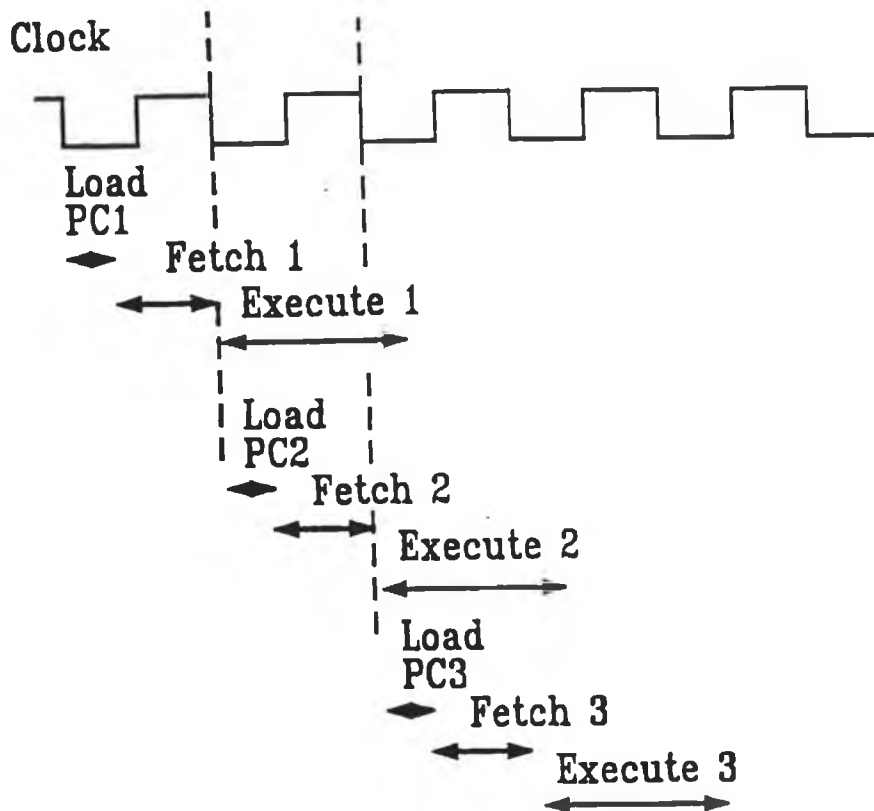 Clock
Load
PC1
Fetch 1
Execute 1
Load
PC2
Fetch 2
Execute 2
Load
PC3
Fetch 3
Execute 3